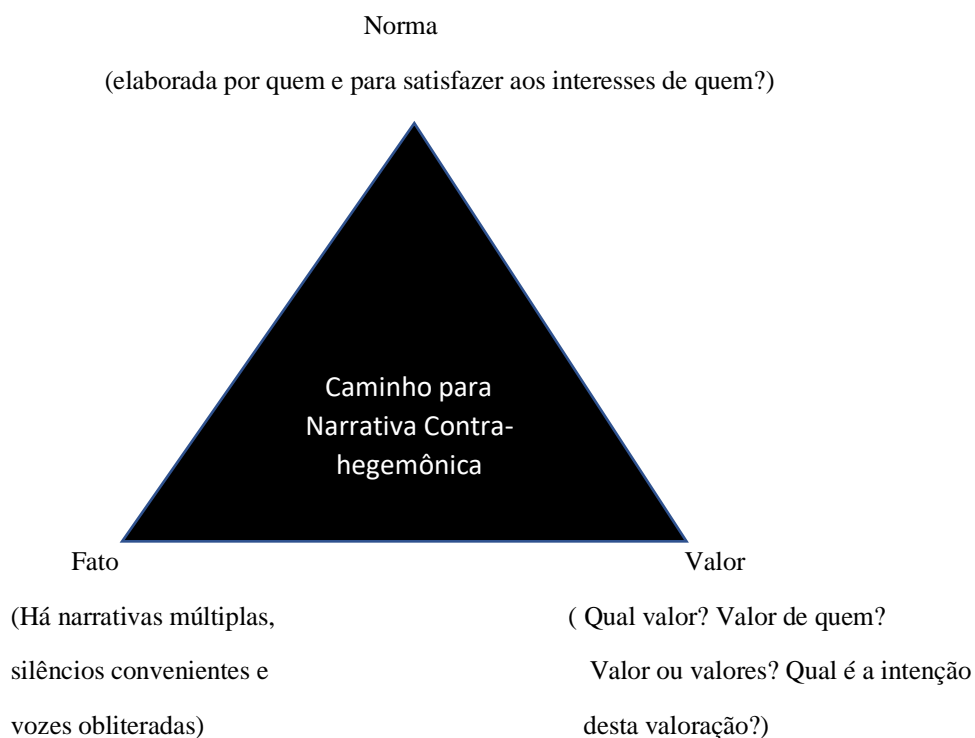 Norma
(elaborada por quem e para satisfazer aos interesses de quem?)
Caminho para
Narrativa Contra-
hegemônica
Fato
(Há narrativas múltiplas,
silêncios convenientes e
vozes obliteradas)
Valor
( Qual valor? Valor de quem?
Valor ou valores? Qual é a intenção
desta valoração?)